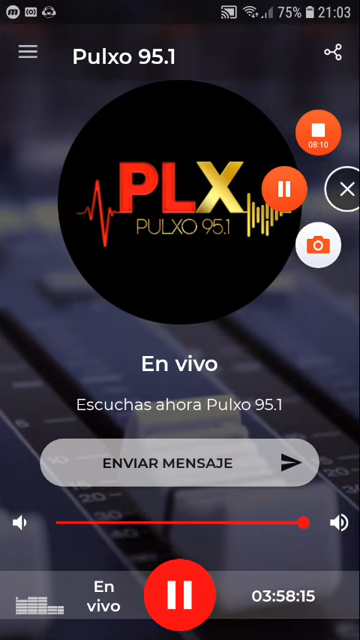 75% 21:03
Pulxo 95.1
08:10
PLX
PULXO 95.1
En vivo
Escuchas ahora Pulxo 95.1
ENVIAR MENSAJE
En
vivo
03:58:15